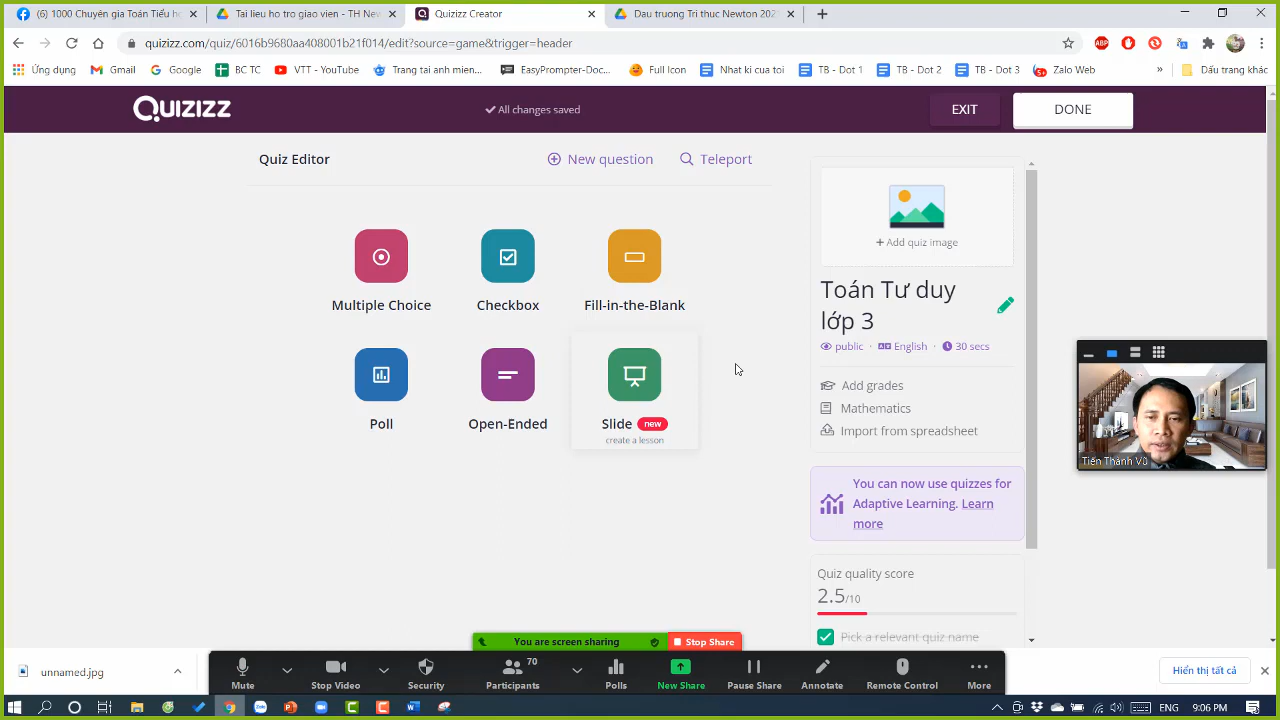 (6) 1000 Chuyên gia Toán Tiểu h
Tai lieu ho tro giao vien - TH New
Quizizz Creator
Dau truong Tri thuc Newton 202
quizizz.com/quiz/6016b9680aa408001b21f014/edit?source=game&trigger=header
Ứng dụng
Gmail
Google
BC TC
VTT - YouTube
Trang tai anh mien...
EasyPrompter-Doc...
Full Icon
Nhat ki cua toi
TB - Dot 1
TB - Dot 2
TB - Dot 3
Zalo Web
»
Dấu trang khác
QUIZIZZ
All changes saved
EXIT
DONE
Quiz Editor
New question
Teleport
Multiple Choice
Checkbox
Fill-in-the-Blank
Poll
Open-Ended
Slide new
create a lesson
+ Add quiz image
Toán Tư duy
lớp 3
public · English · 30 secs
Add grades
Mathematics
Import from spreadsheet
You can now use quizzes for
Adaptive Learning. Learn
more
Quiz quality score
2.5/10
Pick a relevant quiz name
Tiến Thành Vũ
You are screen sharing
Stop Share
unnamed.jpg
Mute
Stop Video
Security
Participants
70
Polls
New Share
Pause Share
Annotate
Remote Control
More
Hiển thị tất cả
ENG
9:06 PM